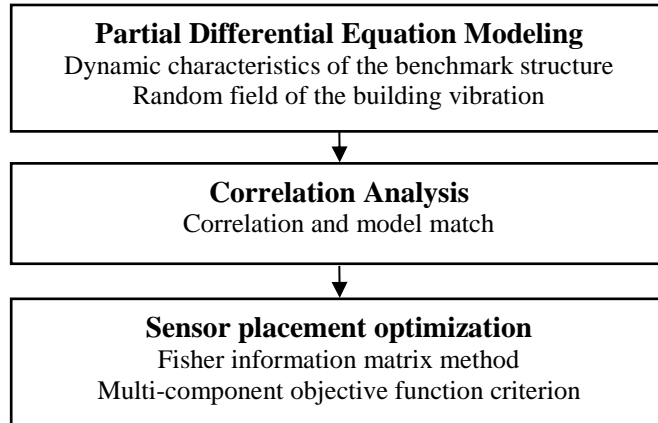 Partial Differential Equation Modeling
Dynamic characteristics of the benchmark structure
Random field of the building vibration
Correlation Analysis
Correlation and model match
Sensor placement optimization
Fisher information matrix method
Multi-component objective function criterion